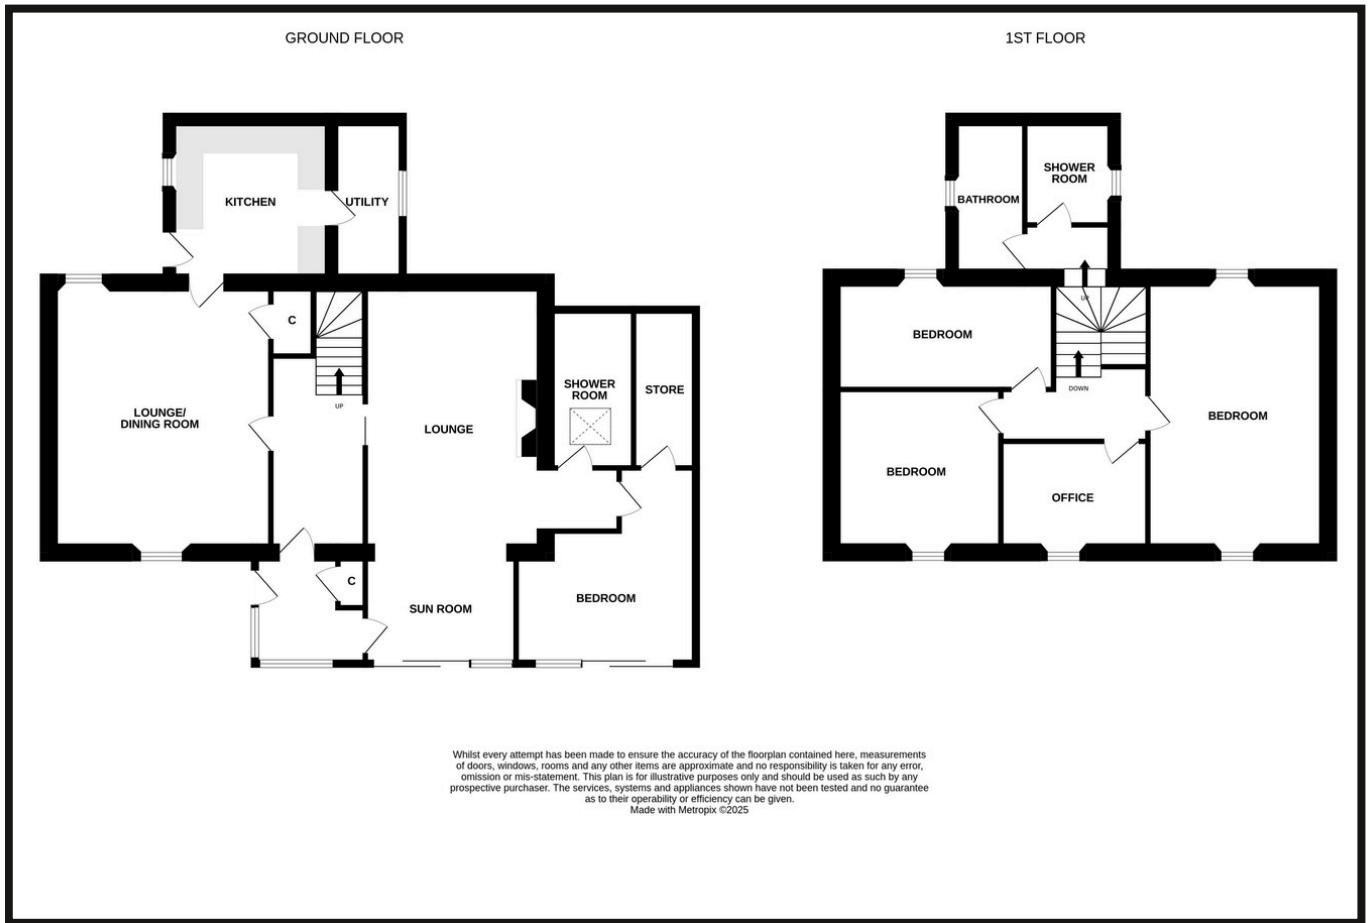 GROUND FLOOR
KITCHEN
UTILITY
C
LOUNGE/
DINING ROOM
UP
LOUNGE
SHOWER
ROOM
STORE
C
SUN ROOM
BEDROOM
1ST FLOOR
BATHROOM
SHOWER
ROOM
UP
BEDROOM
DOWN
BEDROOM
BEDROOM
OFFICE
Whilst every attempt has been made to ensure the accuracy of the floorplan contained here, measurements
of doors, windows, rooms and any other items are approximate and no responsibility is taken for any error,
omission or mis-statement. This plan is for illustrative purposes only and should be used as such by any
prospective purchaser. The services, systems and appliances shown have not been tested and no guarantee
as to their operability or efficiency can be given.
Made with Metropix ©2025